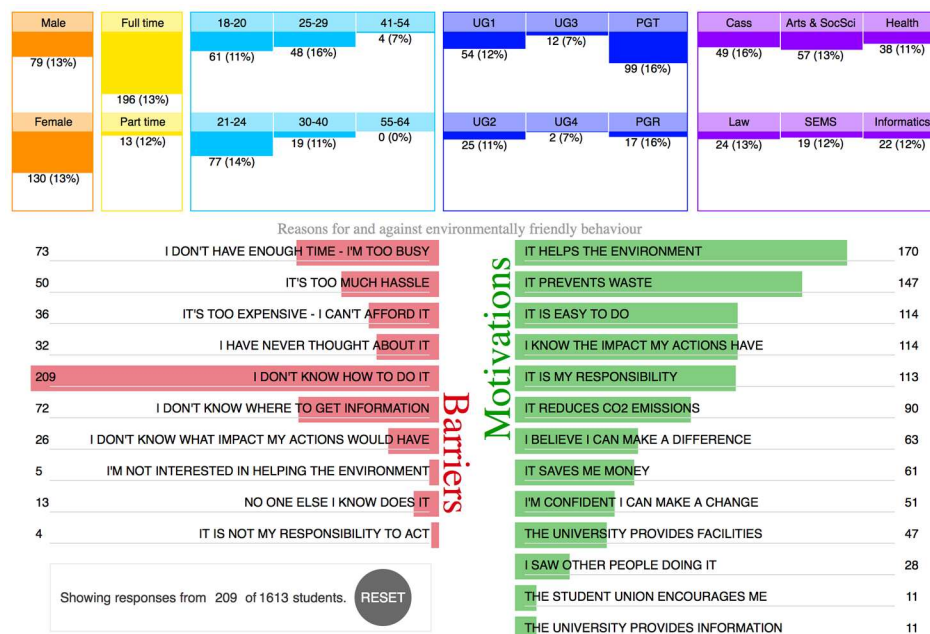 Male
79 (13%)
Female
130 (13%)
Full time
196 (13%)
Part time
13 (12%)
18-20 25-29 41-54
61 (11%) 48 (16%) 4 (7%)
21-24 30-40 55-64
77 (14%) 19 (11%) 0 (0%)
UG1 UG3 PGT
54 (12%) 12 (7%) 99 (16%)
UG2 UG4 PGR
25 (11%) 2 (7%) 17 (16%)
Cass Arts & SocSci Health
49 (16%) 57 (13%) 38 (11%)
Law SEMS Informatics
24 (13%) 19 (12%) 22 (12%)
Reasons for and against environmentally friendly behaviour
Barriers
73 I DON'T HAVE ENOUGH TIME - I'M TOO BUSY
50 IT'S TOO MUCH HASSLE
36 IT'S TOO EXPENSIVE - I CAN'T AFFORD IT
32 I HAVE NEVER THOUGHT ABOUT IT
209 I DON'T KNOW HOW TO DO IT
72 I DON'T KNOW WHERE TO GET INFORMATION
26 I DON'T KNOW WHAT IMPACT MY ACTIONS WOULD HAVE
5 I'M NOT INTERESTED IN HELPING THE ENVIRONMENT
13 NO ONE ELSE I KNOW DOES IT
4 IT IS NOT MY RESPONSIBILITY TO ACT
Showing responses from 209 of 1613 students. RESET
Motivations
IT HELPS THE ENVIRONMENT 170
IT PREVENTS WASTE 147
IT IS EASY TO DO 114
I KNOW THE IMPACT MY ACTIONS HAVE 114
IT IS MY RESPONSIBILITY 113
IT REDUCES CO2 EMISSIONS 90
I BELIEVE I CAN MAKE A DIFFERENCE 63
IT SAVES ME MONEY 61
I'M CONFIDENT I CAN MAKE A CHANGE 51
THE UNIVERSITY PROVIDES FACILITIES 47
I SAW OTHER PEOPLE DOING IT 28
THE STUDENT UNION ENCOURAGES ME 11
THE UNIVERSITY PROVIDES INFORMATION 11